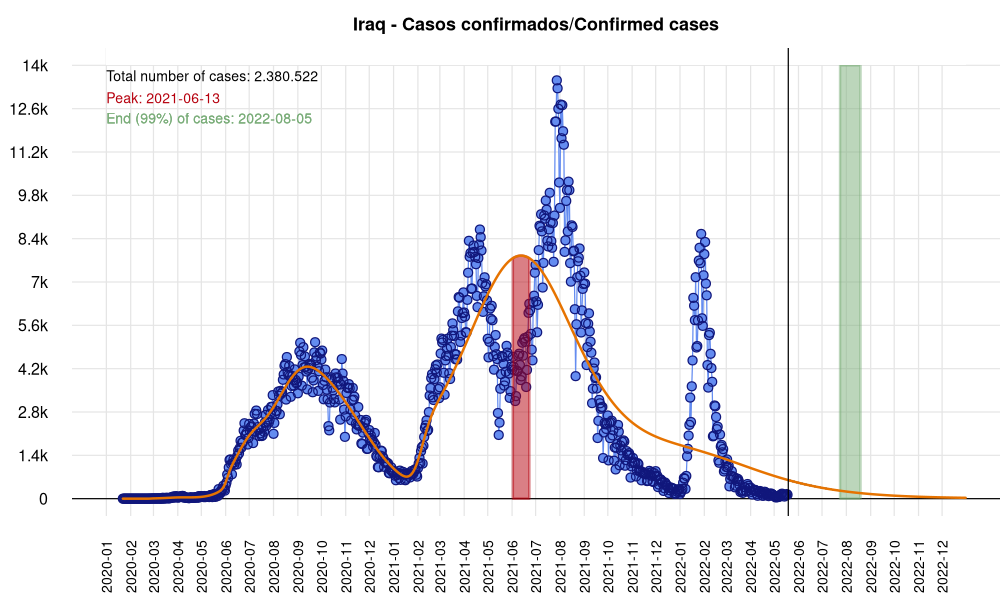 Iraq - Casos confirmados/Confirmed cases
Total number of cases: 2.380.522
Peak: 2021-06-13
End (99%) of cases: 2022-08-05
14k
12.6k
11.2k
9.8k
8.4k
7k
5.6k
4.2k
2.8k
1.4k
0
2020-01
2020-02
2020-03
2020-04
2020-05
2020-06
2020-07
2020-08
2020-09
2020-10
2020-11
2020-12
2021-01
2021-02
2021-03
2021-04
2021-05
2021-06
2021-07
2021-08
2021-09
2021-10
2021-11
2021-12
2022-01
2022-02
2022-03
2022-04
2022-05
2022-06
2022-07
2022-08
2022-09
2022-10
2022-11
2022-12